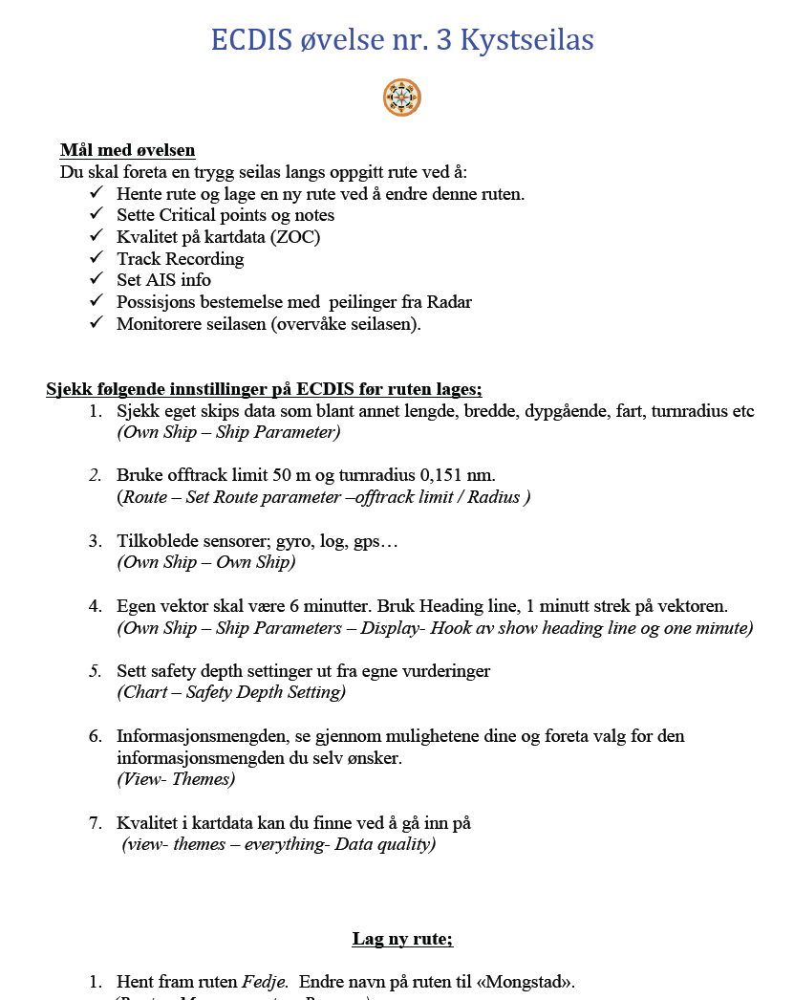 ECDIS øvelse nr. 3 Kystseilas
Mål med øvelsen
Du skal foreta en trygg seilas langs oppgitt rute ved å:
✓ Hente rute og lage en ny rute ved å endre denne ruten.
✓ Sette Critical points og notes
✓ Kvalitet på kartdata (ZOC)
✓ Track Recording
✓ Set AIS info
✓ Possisjons bestemelse med  peilinger fra Radar
✓ Monitorere seilasen (overvåke seilasen).
Sjekk følgende innstillinger på ECDIS før ruten lages;
1. Sjekk eget skips data som blant annet lengde, bredde, dypgående, fart, turnradius etc
(Own Ship – Ship Parameter)
2. Bruke offtrack limit 50 m og turnradius 0,151 nm.
(Route – Set Route parameter –offtrack limit / Radius )
3. Tilkoblede sensorer; gyro, log, gps…
(Own Ship – Own Ship)
4. Egen vektor skal være 6 minutter. Bruk Heading line, 1 minutt strek på vektoren.
(Own Ship – Ship Parameters – Display- Hook av show heading line og one minute)
5. Sett safety depth settinger ut fra egne vurderinger
(Chart – Safety Depth Setting)
6. Informasjonsmengden, se gjennom mulighetene dine og foreta valg for den
informasjonsmengden du selv ønsker.
(View- Themes)
7. Kvalitet i kartdata kan du finne ved å gå inn på
(view- themes – everything- Data quality)
Lag ny rute;
1. Hent fram ruten Fedje.  Endre navn på ruten til «Mongstad».